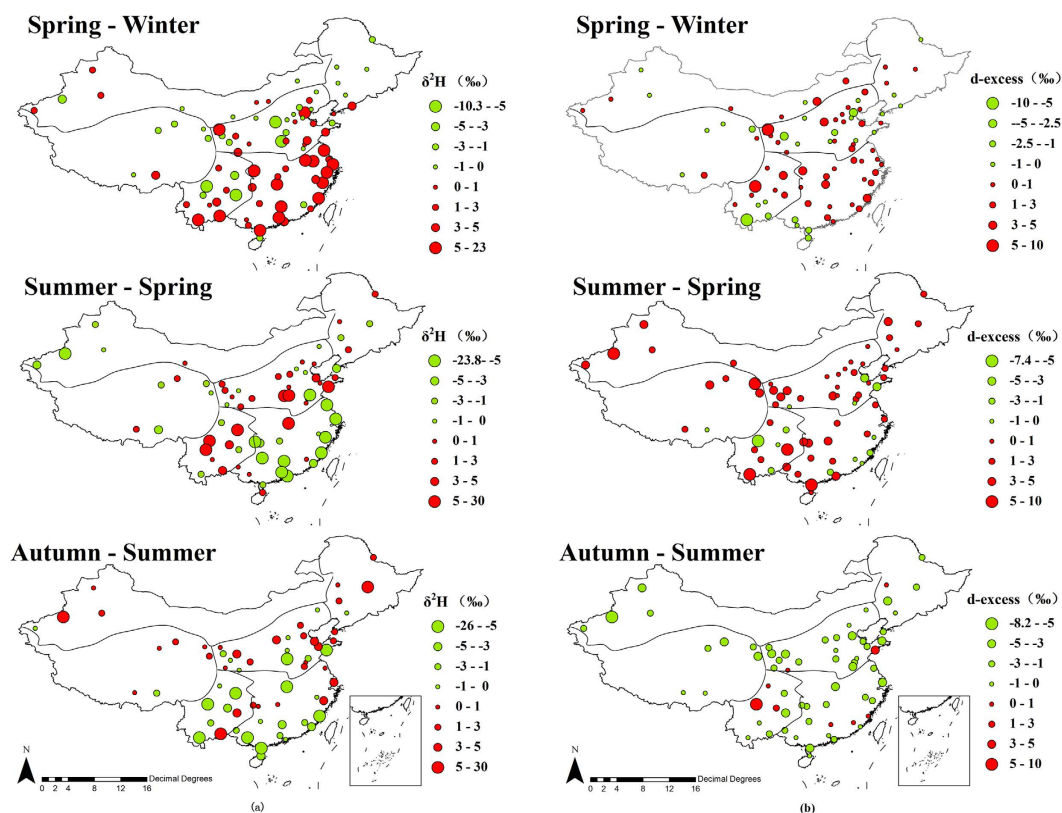 Spring - Winter
δ²H （‰）
-10.3 - -5
-5 - -3
-3 - -1
-1 - 0
0 - 1
1 - 3
3 - 5
5 - 23
Summer - Spring
δ²H （‰）
-23.8 - -5
-5 - -3
-3 - -1
-1 - 0
0 - 1
1 - 3
3 - 5
5 - 30
Autumn - Summer
δ²H （‰）
-26 - -5
-5 - -3
-3 - -1
-1 - 0
0 - 1
1 - 3
3 - 5
5 - 30
N
0 2 4 8 12 16
Decimal Degrees
(a)
Spring - Winter
d-excess （‰）
-10 - -5
--5 - -2.5
-2.5 - -1
-1 - 0
0 - 1
1 - 3
3 - 5
5 - 10
Summer - Spring
d-excess （‰）
-7.4 - -5
-5 - -3
-3 - -1
-1 - 0
0 - 1
1 - 3
3 - 5
5 - 10
Autumn - Summer
d-excess （‰）
-8.2 - -5
-5 - -3
-3 - -1
-1 - 0
0 - 1
1 - 3
3 - 5
5 - 10
N
0 2 4 8 12 16
Decimal Degrees
(b)